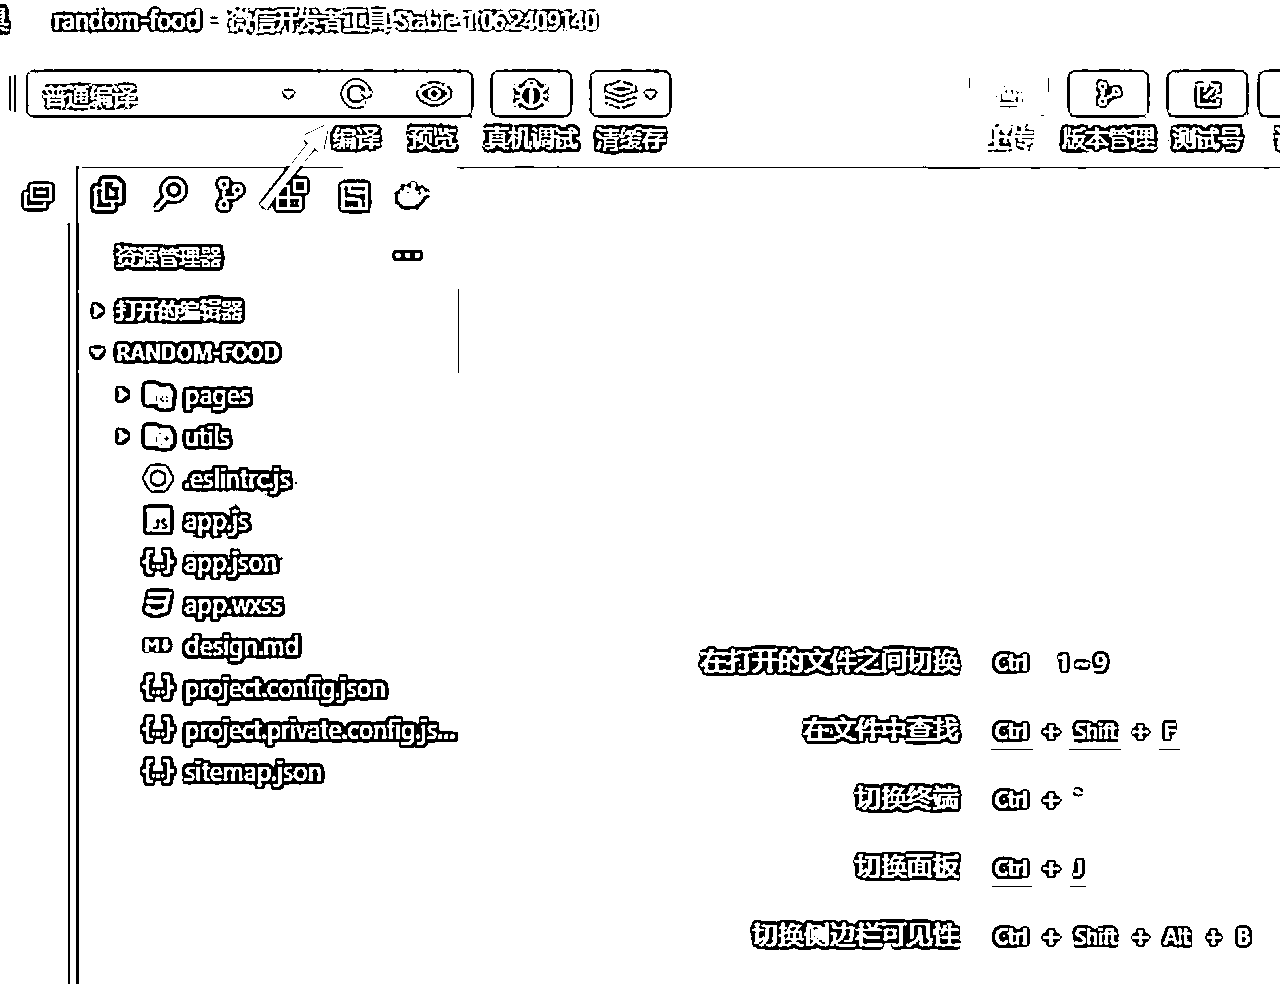 random-food - 微信开发者工具 Stable 1.06.2409140
普通编译
编译 预览 真机调试 清缓存 上传 版本管理 测试号
资源管理器
打开的编辑器
RANDOM-FOOD
pages
utils
.eslintrc.js
app.js
app.json
app.wxss
design.md
project.config.json
project.private.config.js...
sitemap.json
在打开的文件之间切换 Ctrl 1 ~ 9
在文件中查找 Ctrl + Shift + F
切换终端 Ctrl + `
切换面板 Ctrl + J
切换侧边栏可见性 Ctrl + Shift + Alt + B